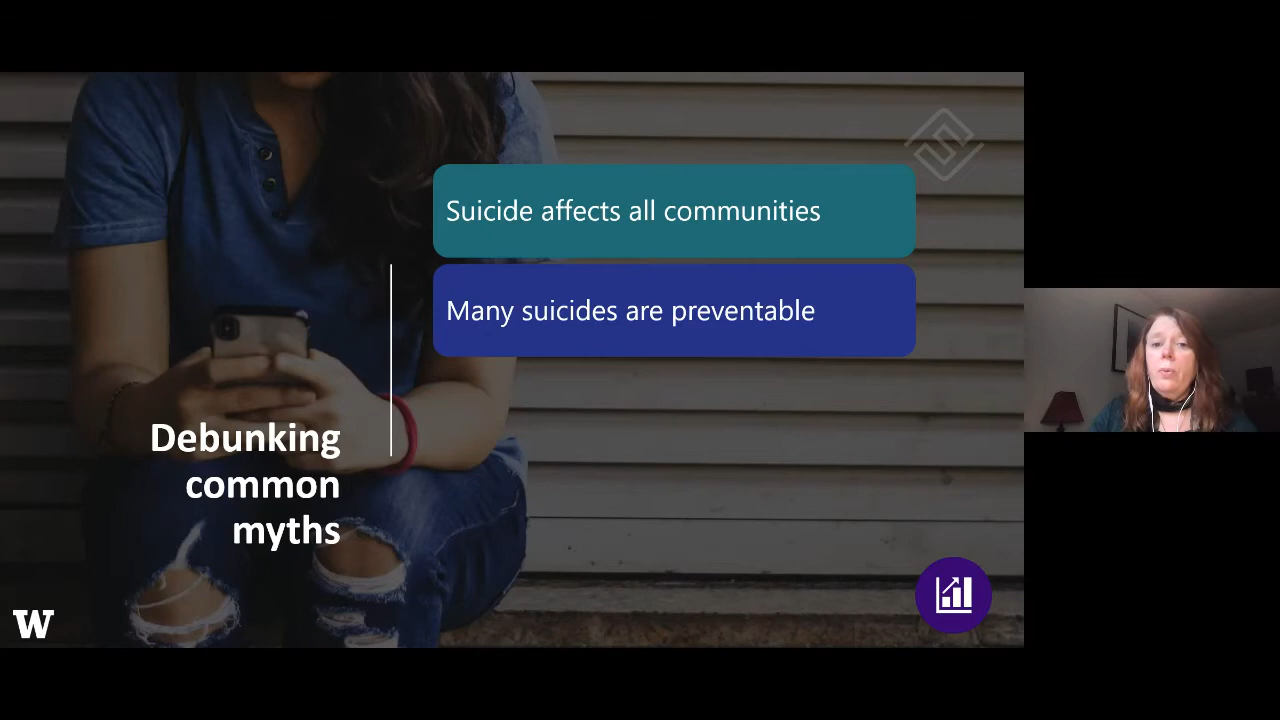 Suicide affects all communities
Many suicides are preventable
Debunking
common
myths
W